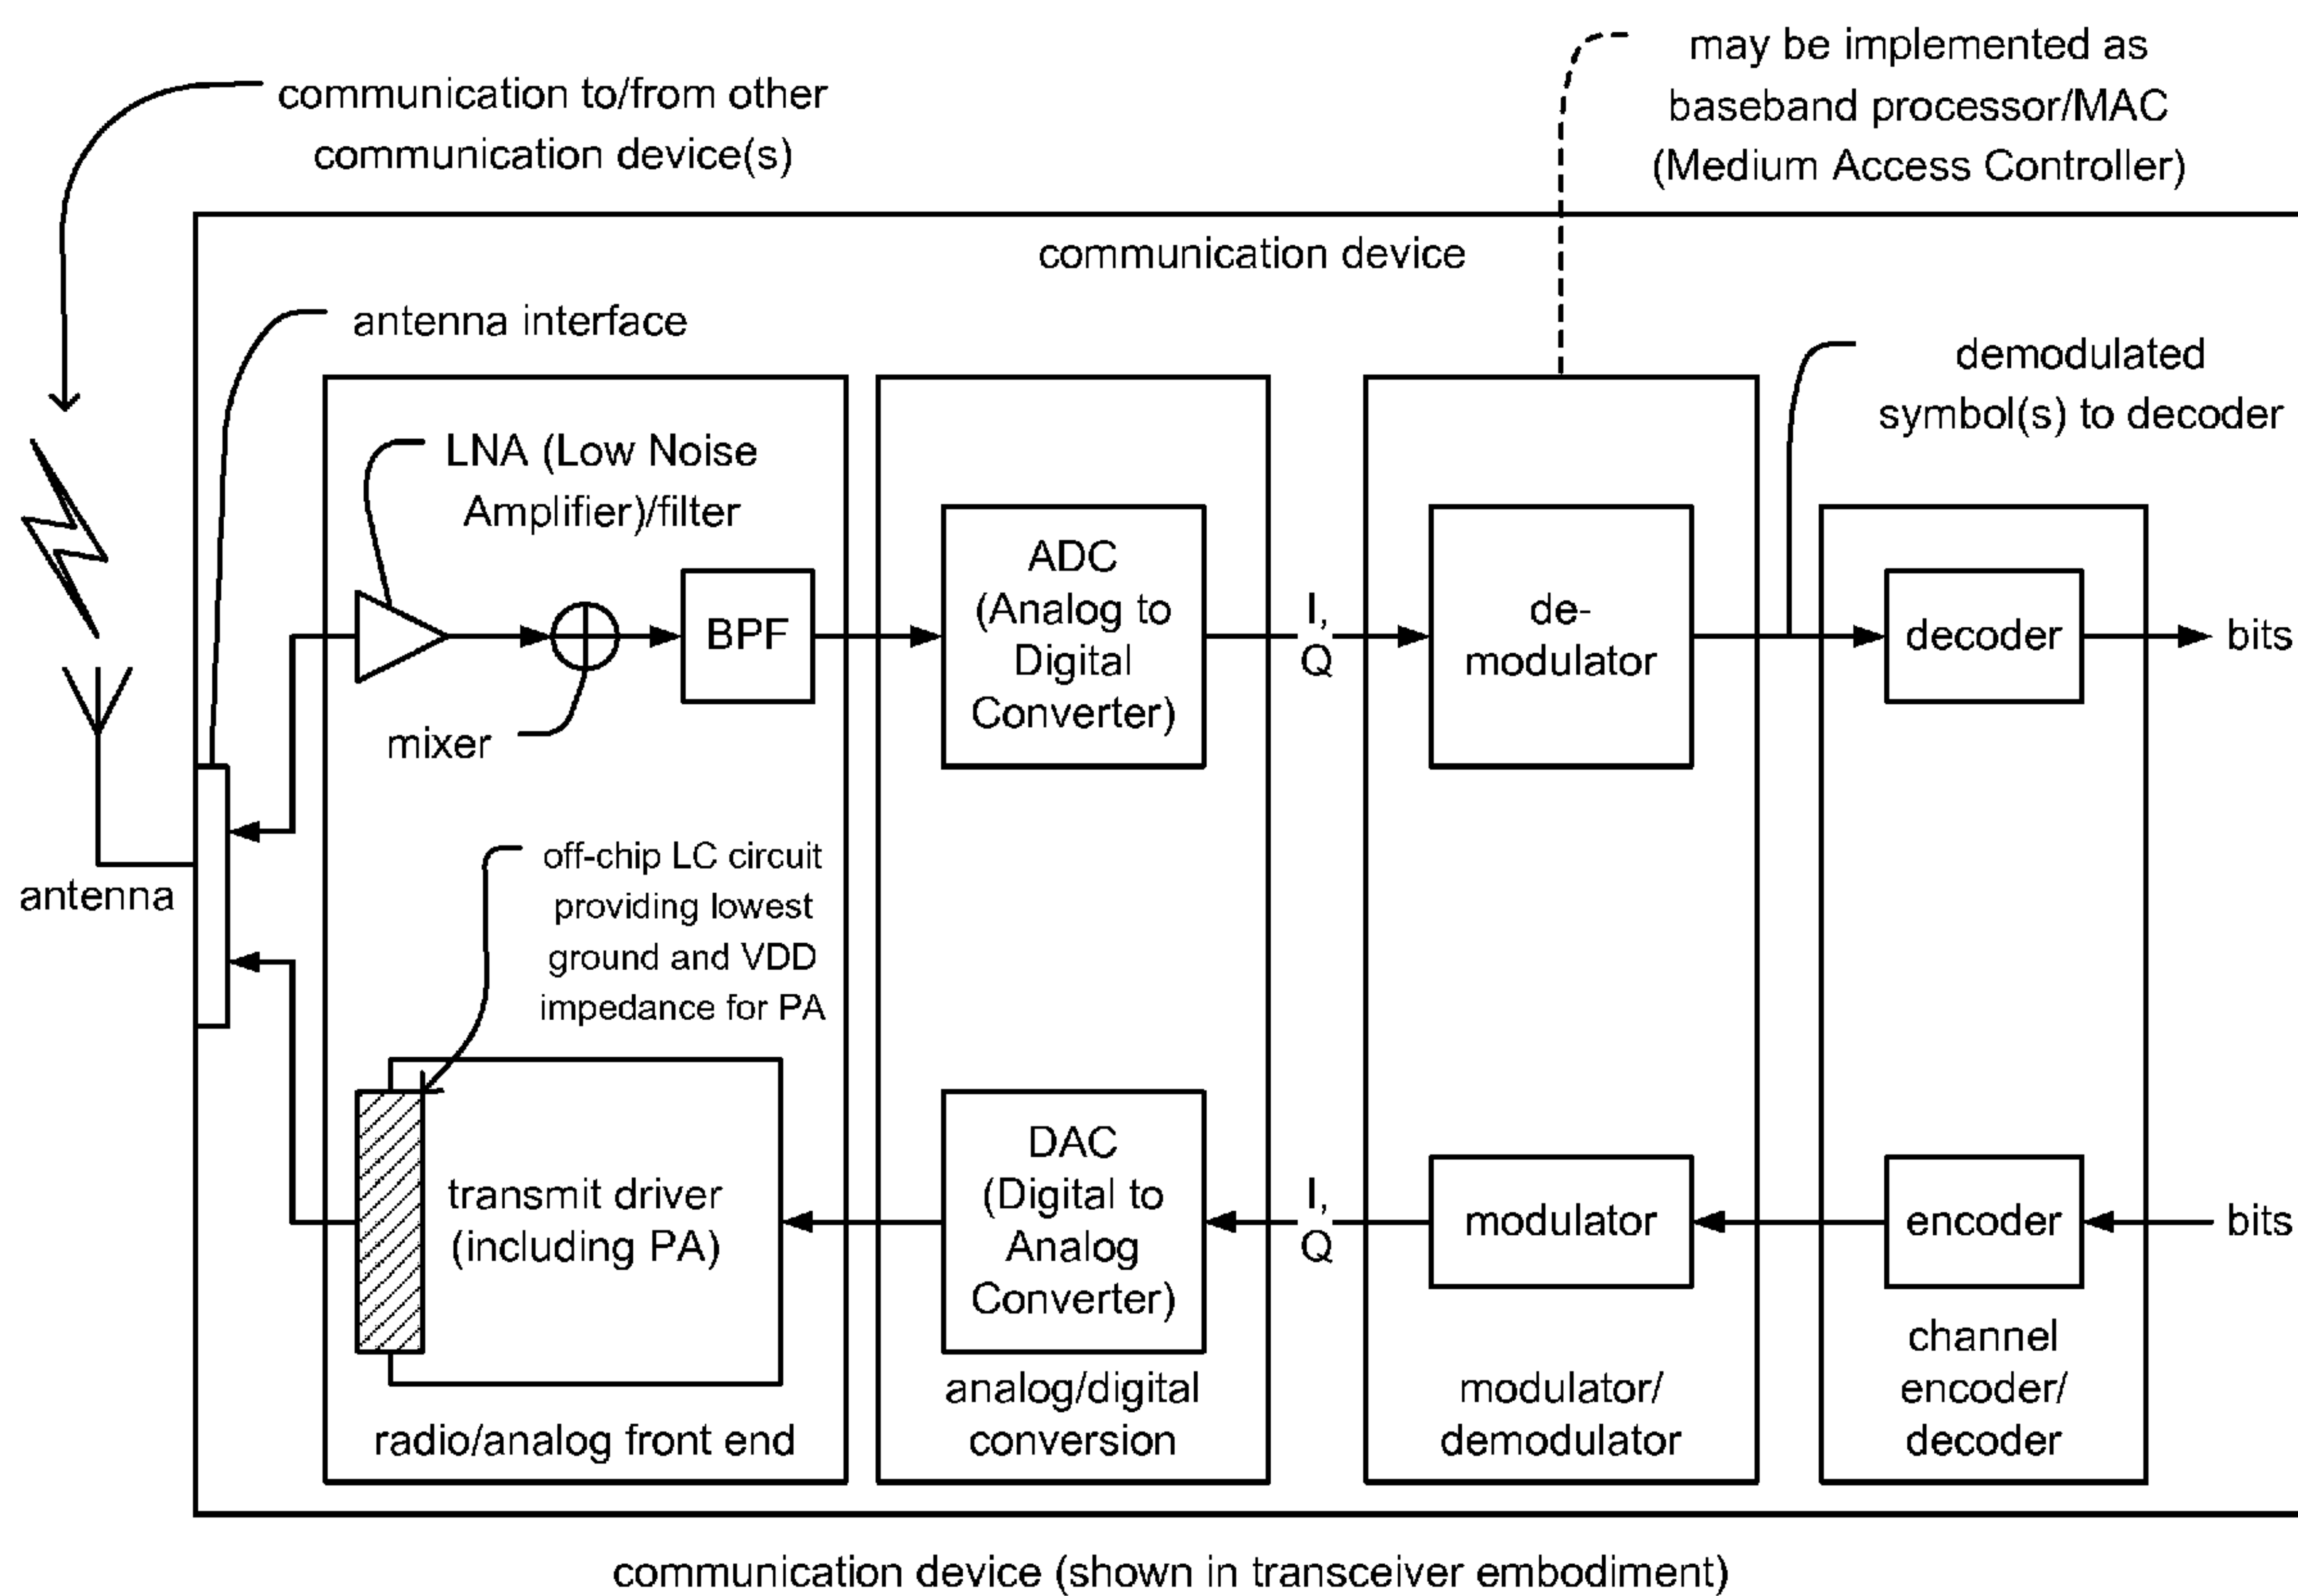 communication to/from other
communication device(s)
may be implemented as
baseband processor/MAC
(Medium Access Controller)
communication device
antenna interface
demodulated
symbol(s) to decoder
LNA (Low Noise
Amplifier)/filter
mixer
BPF
ADC
(Analog to
Digital
Converter)
I,
Q
de-
modulator
decoder
bits
antenna
off-chip LC circuit
providing lowest
ground and VDD
impedance for PA
transmit driver
(including PA)
DAC
(Digital to
Analog
Converter)
I,
Q
modulator
encoder
bits
radio/analog front end
analog/digital
conversion
modulator/
demodulator
channel
encoder/
decoder
communication device (shown in transceiver embodiment)